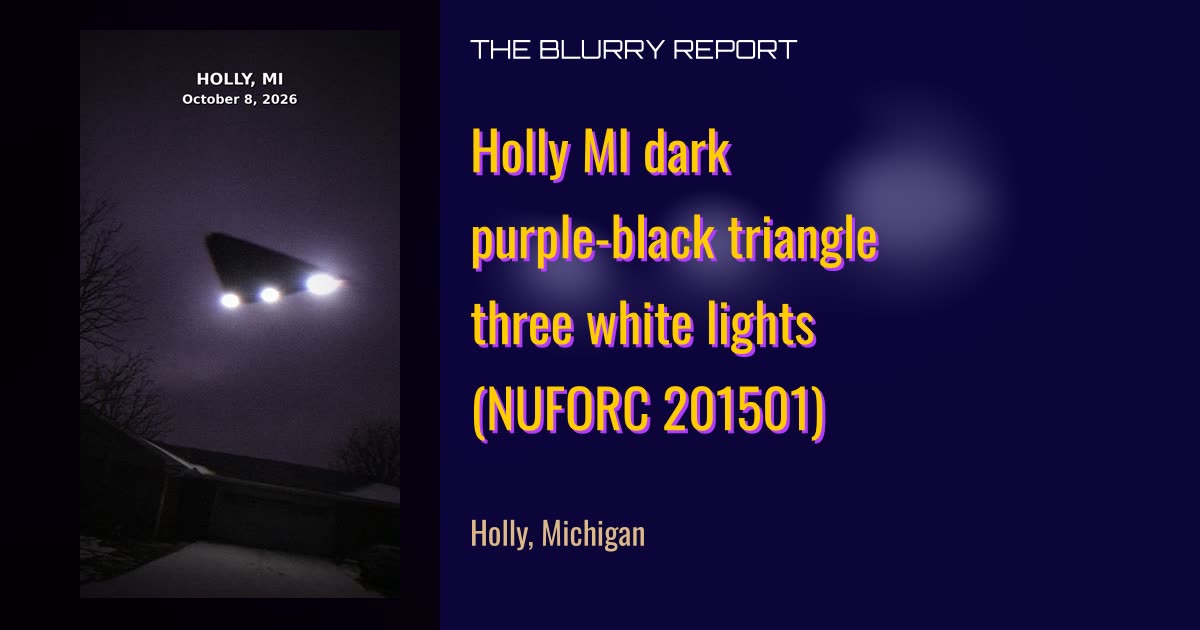 HOLLY, MI
October 8, 2026
THE BLURRY REPORT
Holly MI dark
purple-black triangle
three white lights
(NUFORC 201501)
Holly, Michigan